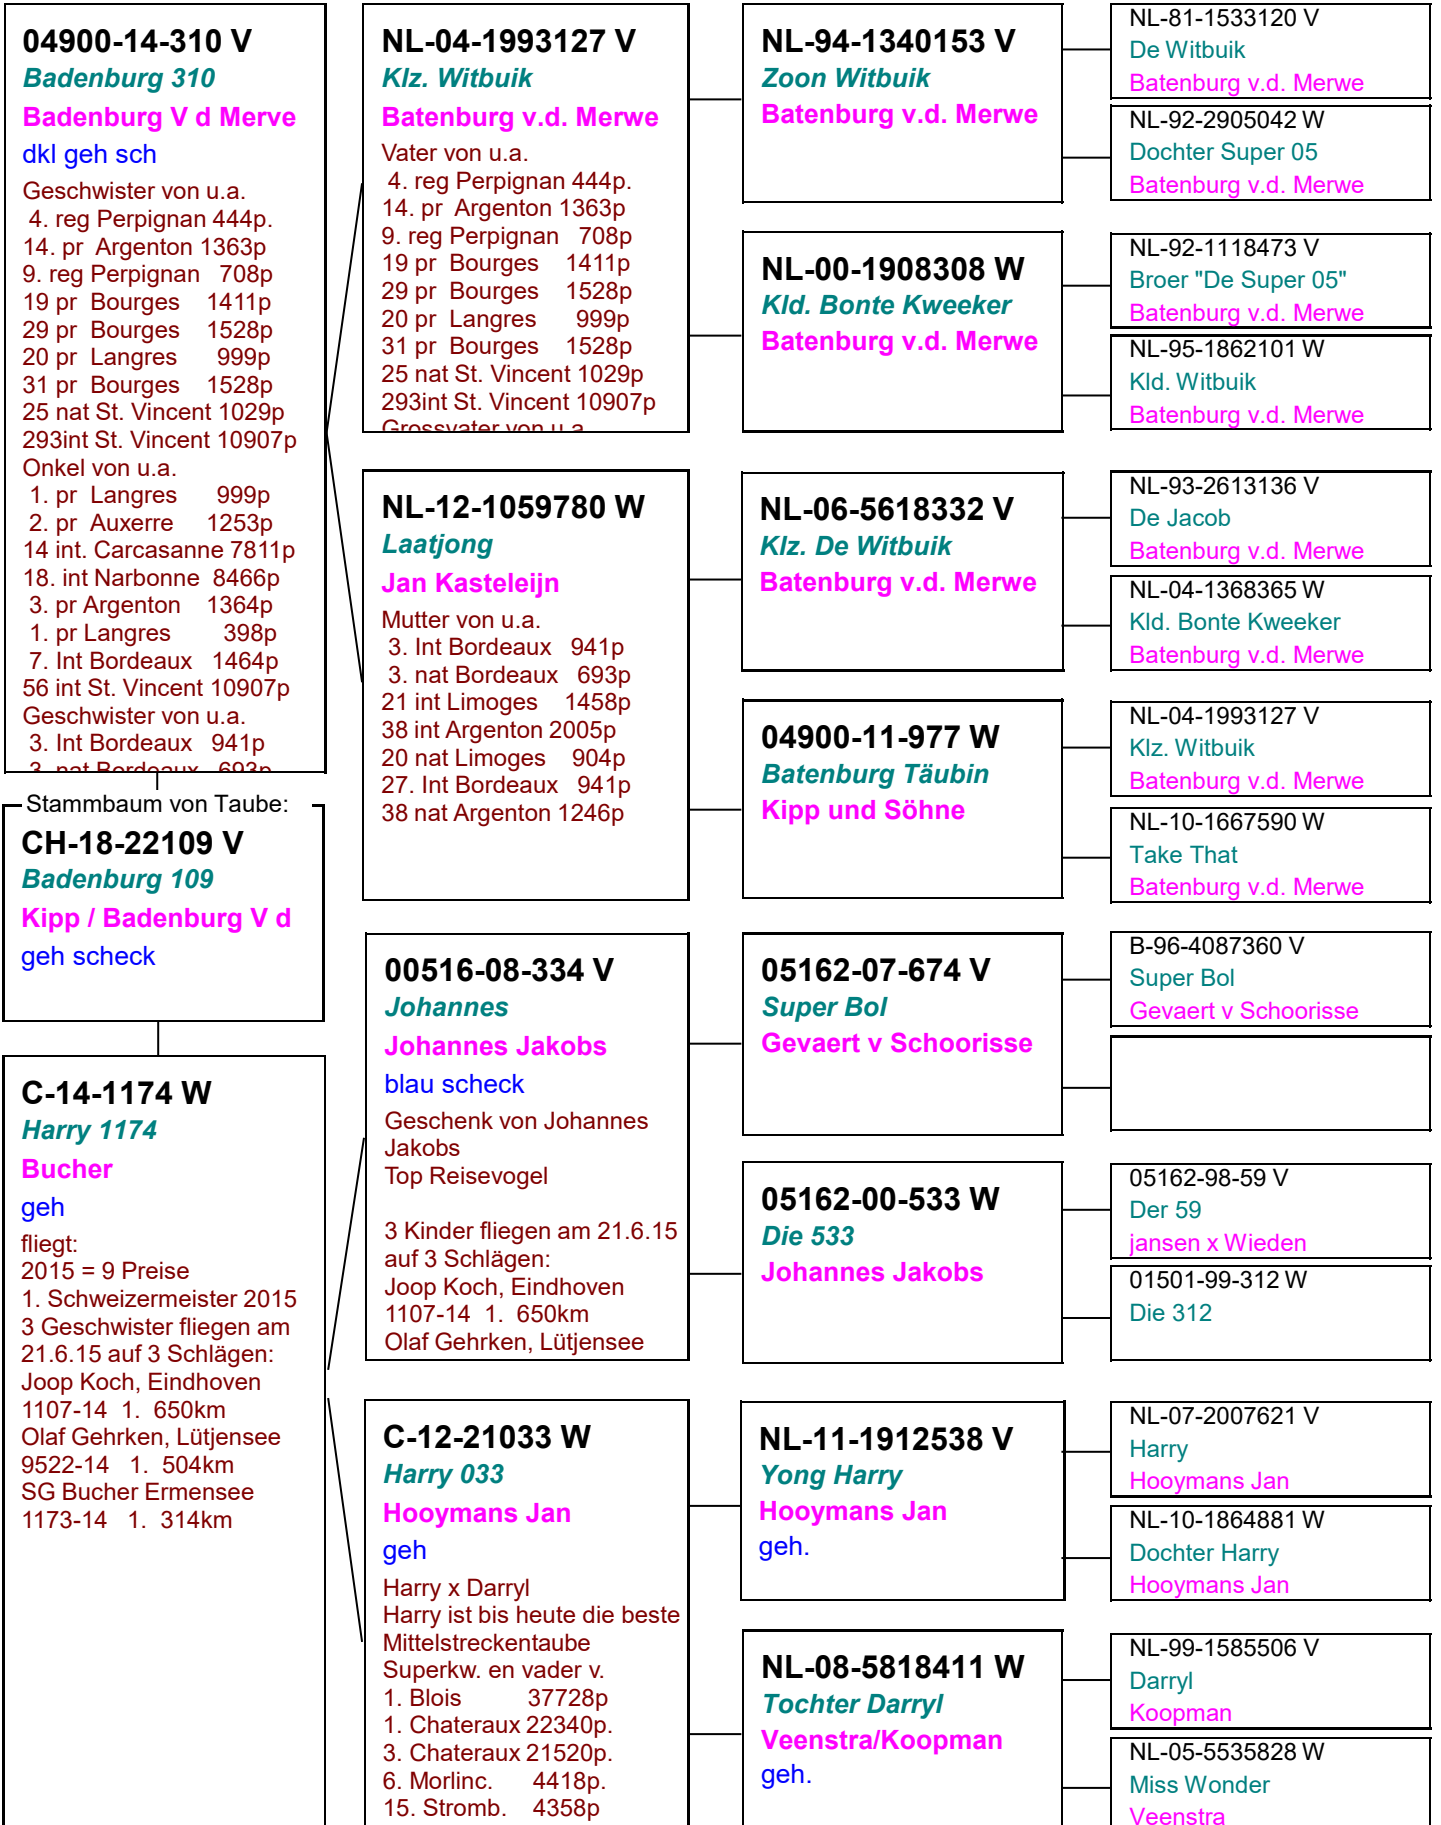 04900-14-310 V
Badenburg 310
Badenburg V d Merve
dkl geh sch
Geschwister von u.a.
4. reg Perpignan 444p.
14. pr Argenton 1363p
9. reg Perpignan 708p
19 pr Bourges 1411p
29 pr Bourges 1528p
20 pr Langres 999p
31 pr Bourges 1528p
25 nat St. Vincent 1029p
293int St. Vincent 10907p
Onkel von u.a.
1. pr Langres 999p
2. pr Auxerre 1253p
14 int. Carcasanne 7811p
18. int Narbonne 8466p
3. pr Argenton 1364p
1. pr Langres 398p
7. Int Bordeaux 1464p
56 int St. Vincent 10907p
Geschwister von u.a.
3. Int Bordeaux 941p
3. nat Bordeaux 693p
Stammbaum von Taube:
CH-18-22109 V
Badenburg 109
Kipp / Badenburg V d
geh scheck
C-14-1174 W
Harry 1174
Bucher
geh
fliegt:
2015 = 9 Preise
1. Schweizermeister 2015
3 Geschwister fliegen am
21.6.15 auf 3 Schlägen:
Joop Koch, Eindhoven
1107-14 1. 650km
Olaf Gehrken, Lütjensee
9522-14 1. 504km
SG Bucher Ermensee
1173-14 1. 314km
NL-04-1993127 V
Klz. Witbuik
Batenburg v.d. Merwe
Vater von u.a.
4. reg Perpignan 444p.
14. pr Argenton 1363p
9. reg Perpignan 708p
19 pr Bourges 1411p
29 pr Bourges 1528p
20 pr Langres 999p
31 pr Bourges 1528p
25 nat St. Vincent 1029p
293int St. Vincent 10907p
Grossvater von u.a.
NL-12-1059780 W
Laatjong
Jan Kasteleijn
Mutter von u.a.
3. Int Bordeaux 941p
3. nat Bordeaux 693p
21 int Limoges 1458p
38 int Argenton 2005p
20 nat Limoges 904p
27. Int Bordeaux 941p
38 nat Argenton 1246p
00516-08-334 V
Johannes
Johannes Jakobs
blau scheck
Geschenk von Johannes
Jakobs
Top Reisevogel
3 Kinder fliegen am 21.6.15
auf 3 Schlägen:
Joop Koch, Eindhoven
1107-14 1. 650km
Olaf Gehrken, Lütjensee
C-12-21033 W
Harry 033
Hooymans Jan
geh
Harry x Darryl
Harry ist bis heute die beste
Mittelstreckentaube
Superkw. en vader v.
1. Blois 37728p
1. Chateraux 22340p.
3. Chateraux 21520p.
6. Morlinc. 4418p.
15. Stromb. 4358p
NL-94-1340153 V
Zoon Witbuik
Batenburg v.d. Merwe
NL-00-1908308 W
Kld. Bonte Kweeker
Batenburg v.d. Merwe
NL-06-5618332 V
Klz. De Witbuik
Batenburg v.d. Merwe
04900-11-977 W
Batenburg Täubin
Kipp und Söhne
05162-07-674 V
Super Bol
Gevaert v Schoorisse
05162-00-533 W
Die 533
Johannes Jakobs
NL-11-1912538 V
Yong Harry
Hooymans Jan
geh.
NL-08-5818411 W
Tochter Darryl
Veenstra/Koopman
geh.
NL-81-1533120 V
De Witbuik
Batenburg v.d. Merwe
NL-92-2905042 W
Dochter Super 05
Batenburg v.d. Merwe
NL-92-1118473 V
Broer "De Super 05"
Batenburg v.d. Merwe
NL-95-1862101 W
Kld. Witbuik
Batenburg v.d. Merwe
NL-93-2613136 V
De Jacob
Batenburg v.d. Merwe
NL-04-1368365 W
Kld. Bonte Kweeker
Batenburg v.d. Merwe
NL-04-1993127 V
Klz. Witbuik
Batenburg v.d. Merwe
NL-10-1667590 W
Take That
Batenburg v.d. Merwe
B-96-4087360 V
Super Bol
Gevaert v Schoorisse
05162-98-59 V
Der 59
jansen x Wieden
01501-99-312 W
Die 312
NL-07-2007621 V
Harry
Hooymans Jan
NL-10-1864881 W
Dochter Harry
Hooymans Jan
NL-99-1585506 V
Darryl
Koopman
NL-05-5535828 W
Miss Wonder
Veenstra